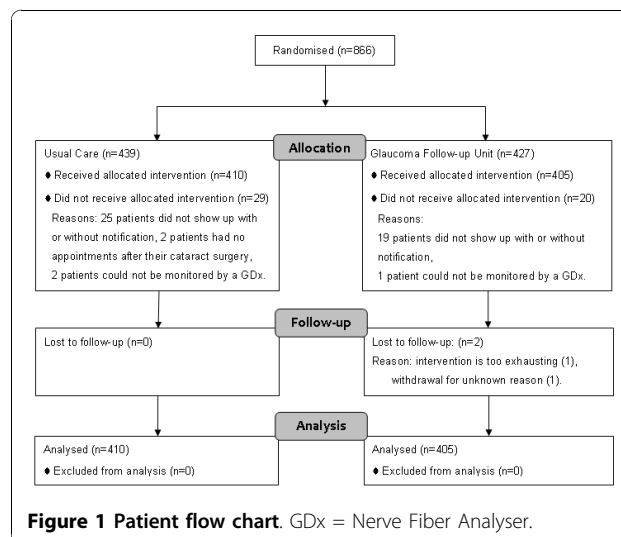 Randomised (n=866)
Allocation
Usual Care (n=439)
♦ Received allocated intervention (n=410)
♦ Did not receive allocated intervention (n=29)
Reasons: 25 patients did not show up with
or without notification, 2 patients had no
appointments after their cataract surgery,
2 patients could not be monitored by a GDx.
Glaucoma Follow-up Unit (n=427)
♦ Received allocated intervention (n=405)
♦ Did not receive allocated intervention (n=20)
Reasons:
19 patients did not show up with or without
notification,
1 patient could not be monitored by a GDx.
Follow-up
Lost to follow-up (n=0)
Lost to follow-up: (n=2)
Reason: intervention is too exhausting (1),
withdrawal for unknown reason (1).
Analysis
Analysed (n=410)
♦ Excluded from analysis (n=0)
Analysed (n=405)
♦ Excluded from analysis (n=0)
Figure 1 Patient flow chart. GDx = Nerve Fiber Analyser.